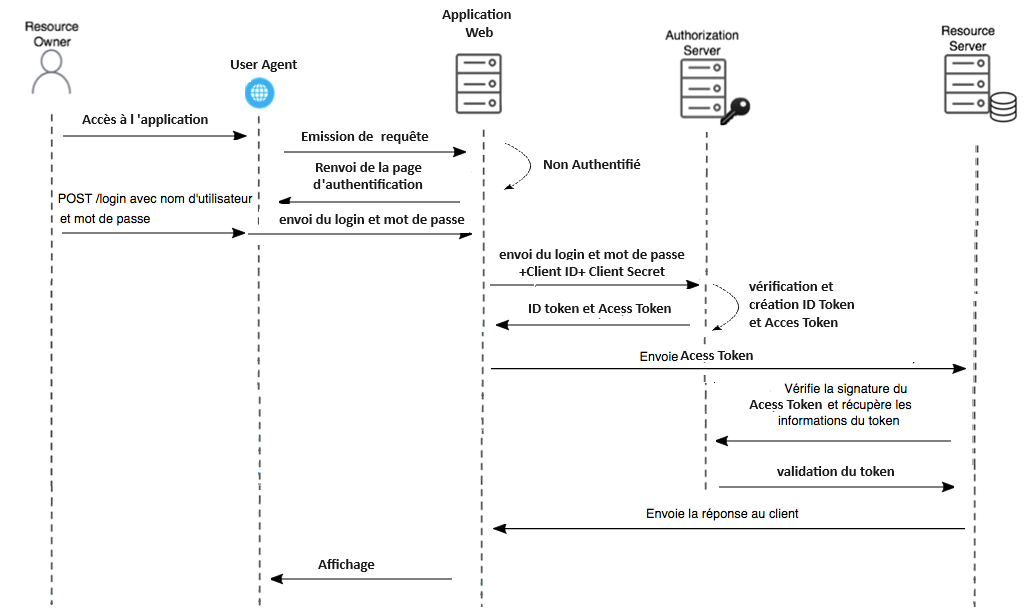 Resource
Owner
User Agent
Application
Web
Authorization
Server
Resource
Server
Accès à l 'application
Emission de requête
Non Authentifié
Renvoi de la page
d'authentification
POST /login avec nom d'utilisateur
et mot de passe
envoi du login et mot de passe
envoi du login et mot de passe
+Client ID+ Client Secret
vérification et
création ID Token
et Acces Token
ID token et Acess Token
Envoie Acess Token
Vérifie la signature du
Acess Token et récupère les
informations du token
validation du token
Envoie la réponse au client
Affichage